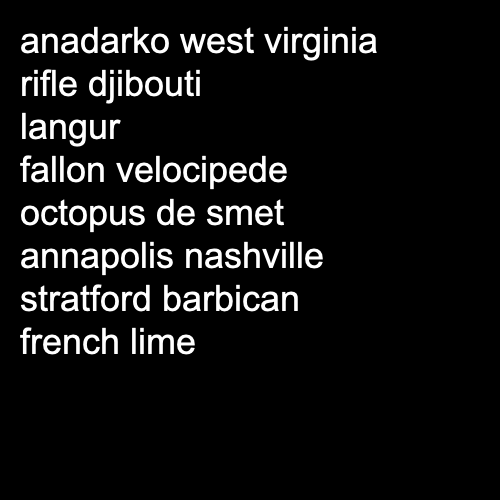 anadarko west virginia
rifle djibouti
langur
fallon velocipede
octopus de smet
annapolis nashville
stratford barbican
french lime